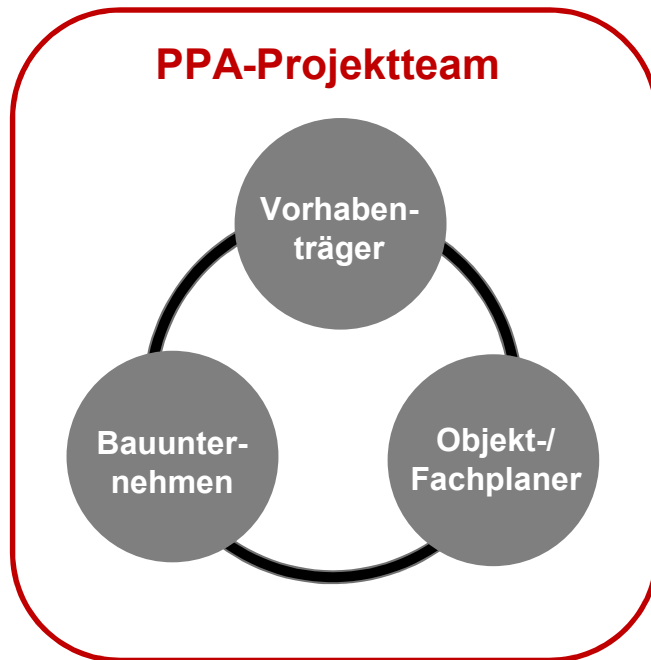 PPA-Projektteam
Vorhaben-
träger
Bauunter-
nehmen
Objekt-/
Fachplaner